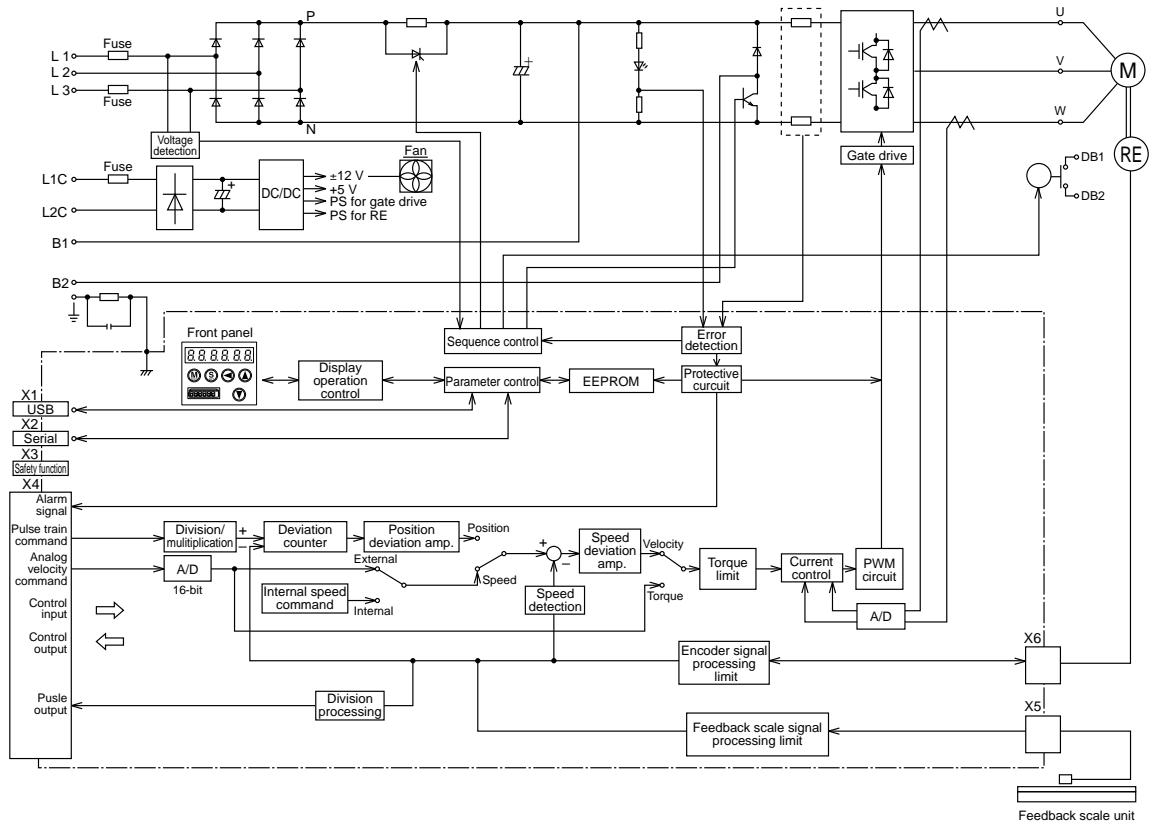 P
U
Fuse
L 1
L 2
V
M
L 3
Fuse
W
N
Voltage
detection
Gate drive
RE
DB1
DB2
Fan
Fuse
L1C
±12 V
+5 V
DC/DC
PS for gate drive
L2C
PS for RE
B1
B2
Front panel
888888
Sequence control
Error
detection
M
S
Display
operation
control
Parameter control
EEPROM
Protective
curcuit
X1
USB
X2
Serial
X3
Safety function
X4
Alarm
signal
Pulse train
command
Division/
mulitiplication
+
−
Deviation
counter
Position
deviation amp.
Position
Speed
deviation
amp.
Velocity
Analog
velocity
command
A/D
16-bit
External
Speed
+
−
Torque
limit
Current
control
PWM
circuit
Internal speed
command
Internal
Speed
detection
Torque
A/D
Control
input
Control
output
Encoder signal
processing
limit
X6
Pusle
output
Division
processing
X5
Feedback scale signal
processing limit
Feedback scale unit